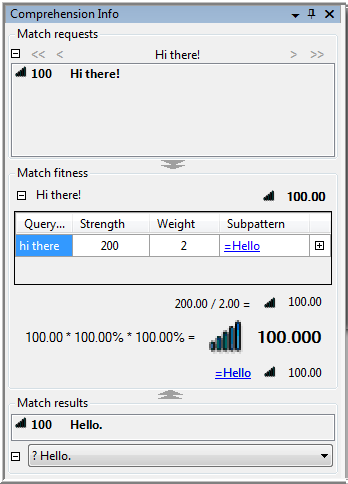 Comprehension Info
Match requests
<< < Hi there! > >>
100 Hi there!
Match fitness
Hi there! 100.00
Query... Strength Weight Subpattern
hi there 200 2 =Hello
200.00 / 2.00 = 100.00
100.00 * 100.00% * 100.00% = 100.000
=Hello 100.00
Match results
100 Hello.
? Hello.